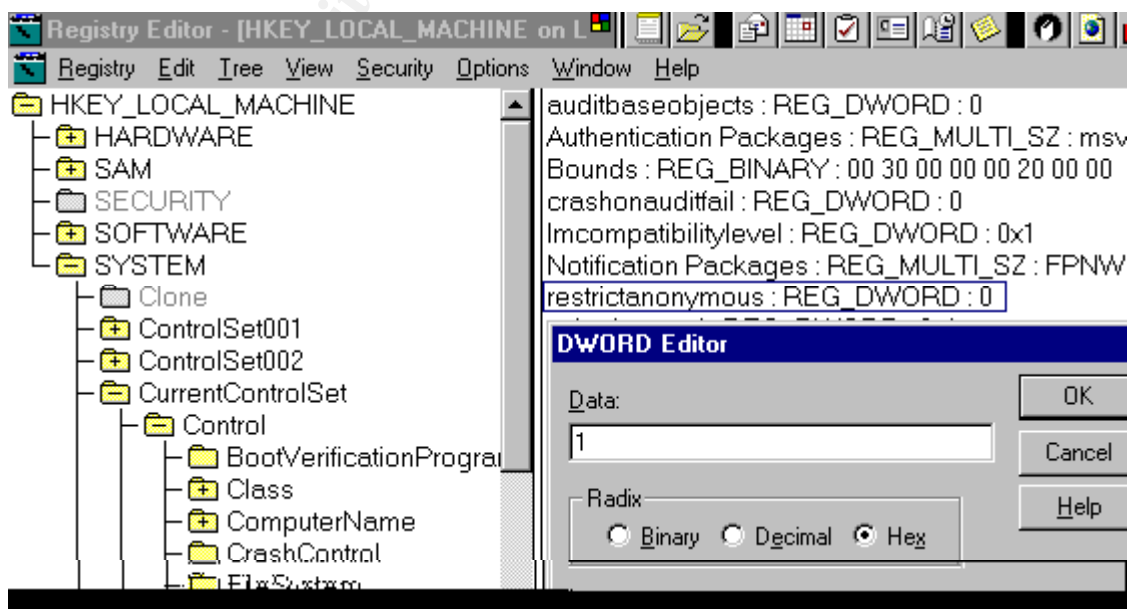 Registry Editor - [HKEY_LOCAL_MACHINE on L
Registry Edit Tree View Security Options Window Help
HKEY_LOCAL_MACHINE
HARDWARE
SAM
SECURITY
SOFTWARE
SYSTEM
Clone
ControlSet001
ControlSet002
CurrentControlSet
Control
BootVerificationProgra
Class
ComputerName
CrashControl
FileSystem
auditbaseobjects : REG_DWORD : 0
Authentication Packages : REG_MULTI_SZ : msv
Bounds : REG_BINARY : 00 30 00 00 00 20 00 00
crashonauditfail : REG_DWORD : 0
lmcompatibilitylevel : REG_DWORD : 0x1
Notification Packages : REG_MULTI_SZ : FPNW
restrictanonymous : REG_DWORD : 0
DWORD Editor
Data:
1
Radix
Binary Decimal Hex
OK
Cancel
Help